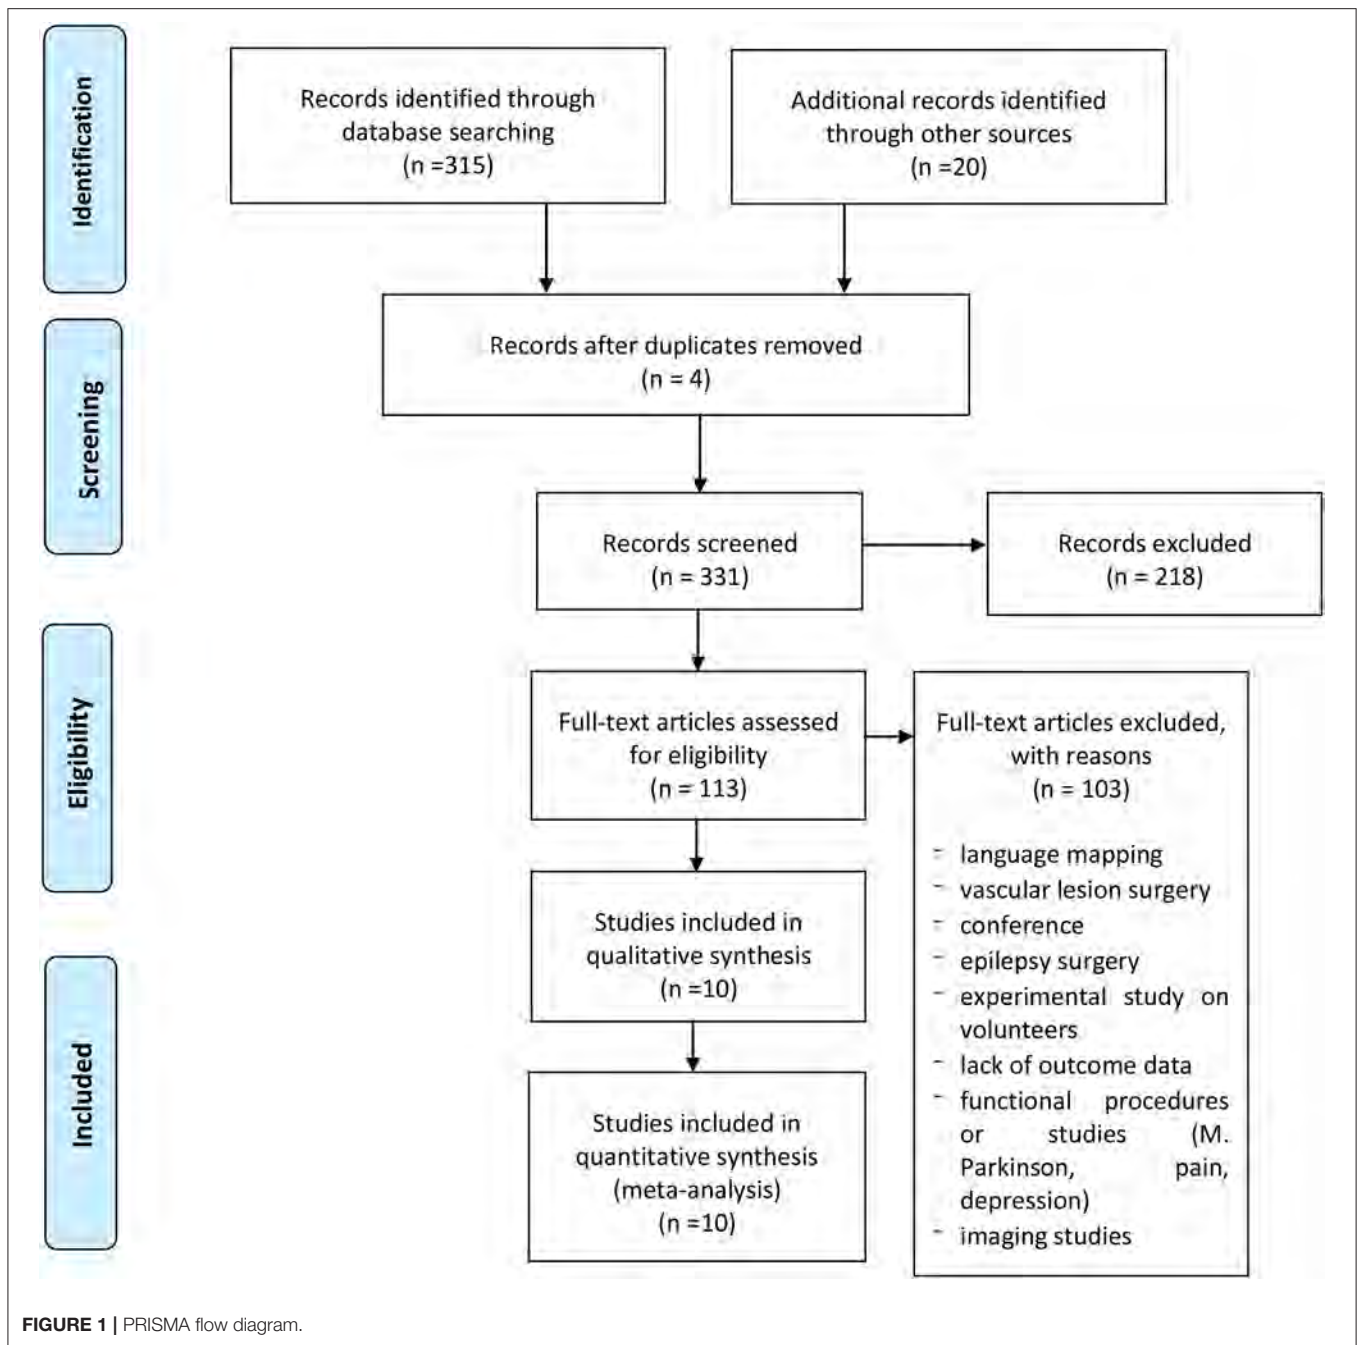 Identification
Records identified through
database searching
(n =315)
Additional records identified
through other sources
(n =20)
Screening
Records after duplicates removed
(n = 4)
Records screened
(n = 331)
Records excluded
(n = 218)
Eligibility
Full-text articles assessed
for eligibility
(n = 113)
Full-text articles excluded,
with reasons
(n = 103)
- language mapping
- vascular lesion surgery
- conference
- epilepsy surgery
- experimental study on
volunteers
- lack of outcome data
- functional procedures
or studies (M.
Parkinson, pain,
depression)
- imaging studies
Studies included in
qualitative synthesis
(n =10)
Included
Studies included in
quantitative synthesis
(meta-analysis)
(n =10)
FIGURE 1 | PRISMA flow diagram.